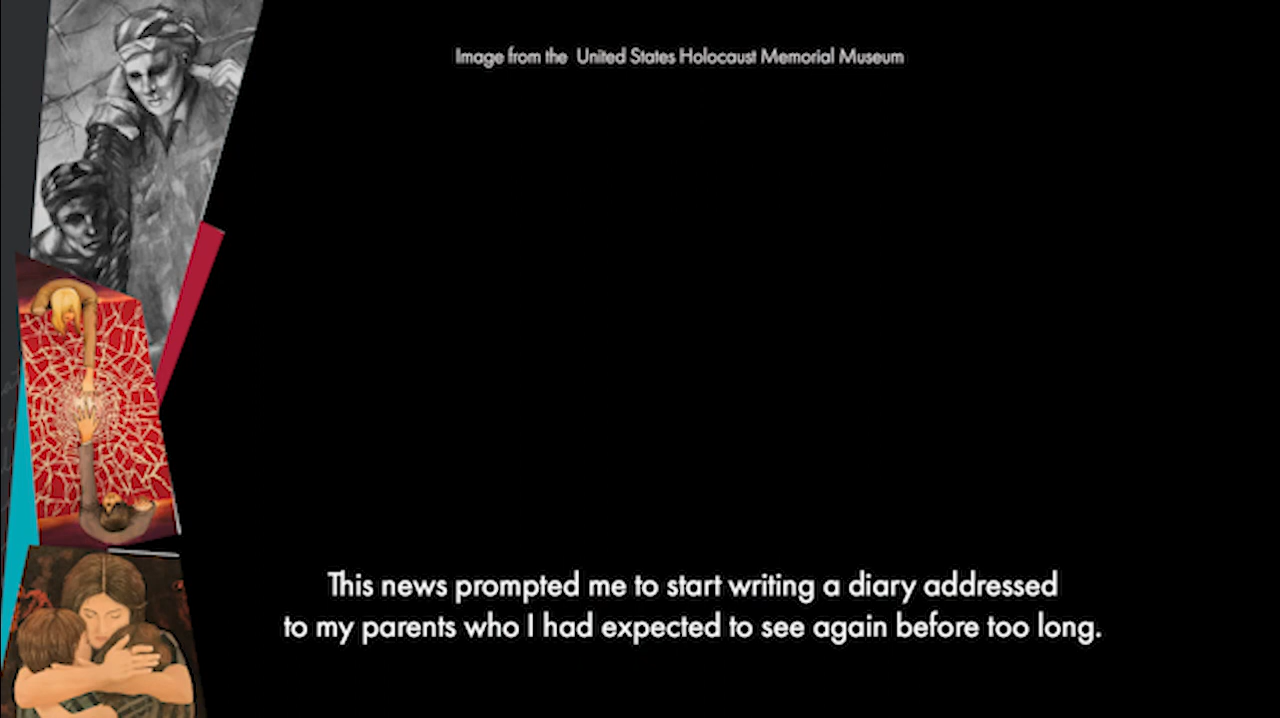 Image from the United States Holocaust Memorial Museum
This news prompted me to start writing a diary addressed
to my parents who I had expected to see again before too long.